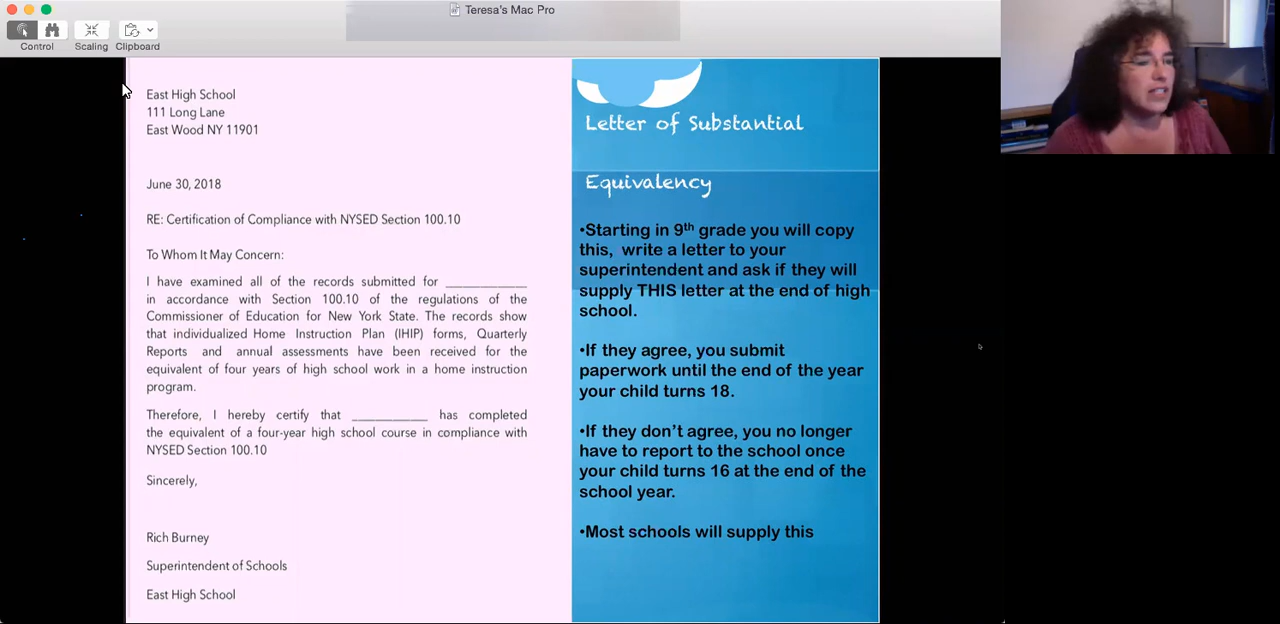 Teresa's Mac Pro
Control Scaling Clipboard
East High School
111 Long Lane
East Wood NY 11901
June 30, 2018
RE: Certification of Compliance with NYSED Section 100.10
To Whom It May Concern:
I have examined all of the records submitted for ______________
in accordance with Section 100.10 of the regulations of the
Commissioner of Education for New York State. The records show
that individualized Home Instruction Plan (IHIP) forms, Quarterly
Reports and annual assessments have been received for the
equivalent of four years of high school work in a home instruction
program.
Therefore, I hereby certify that _____________ has completed
the equivalent of a four-year high school course in compliance with
NYSED Section 100.10
Sincerely,
Rich Burney
Superintendent of Schools
East High School
Letter of Substantial
Equivalency
•Starting in 9th grade you will copy
this, write a letter to your
superintendent and ask if they will
supply THIS letter at the end of high
school.
•If they agree, you submit
paperwork until the end of the year
your child turns 18.
•If they don't agree, you no longer
have to report to the school once
your child turns 16 at the end of the
school year.
•Most schools will supply this